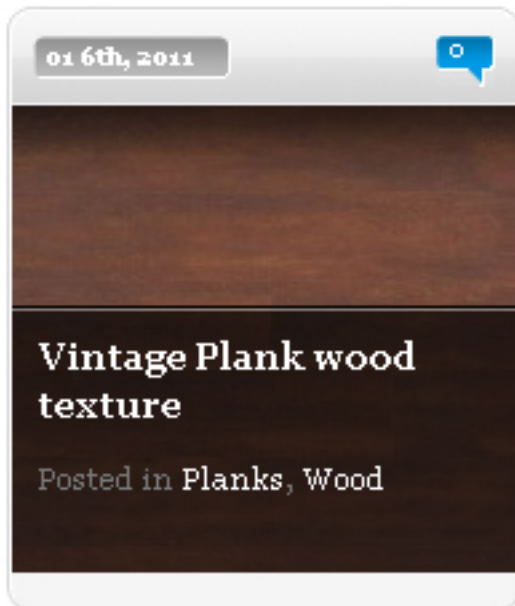 01 6th, 2011
0
Vintage Plank wood
texture
Posted in Planks, Wood